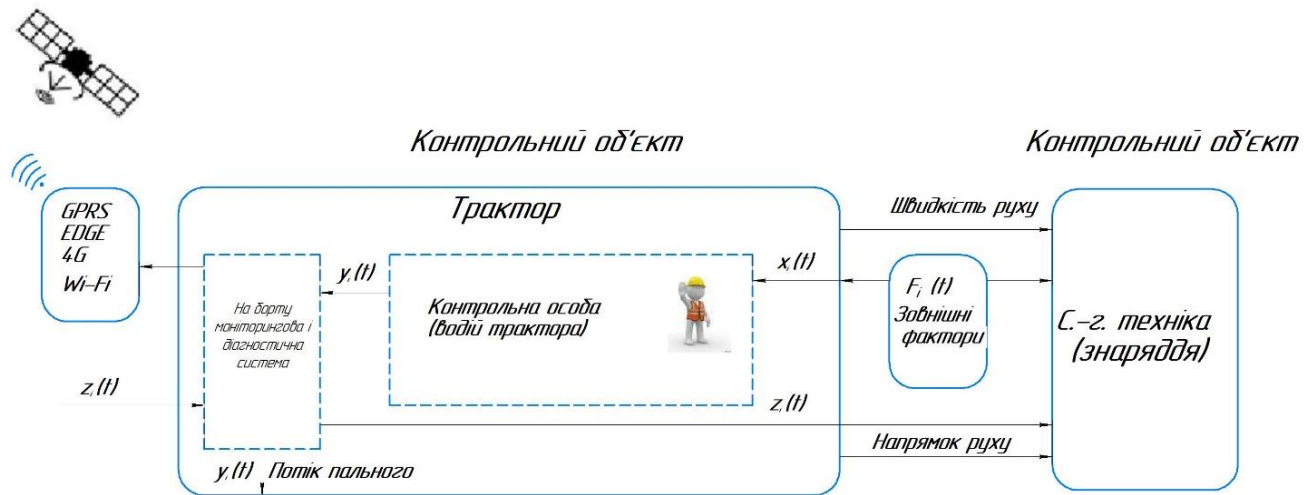 Контрольний об'єкт
Контрольний об'єкт
GPRS
EDGE
4G
Wi-Fi
Трактор
Швидкість руху
y_i(t)
x_i(t)
На борту
моніторингова і
діагностична
система
Контрольна особа
(водій трактора)
F_i (t)
Зовнішні
фактори
С.-г. техніка
(знаряддя)
z_i(t)
z_i(t)
Напрямок руху
y_i(t) Потік пального